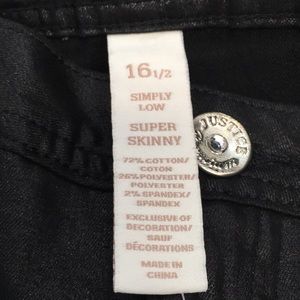 16 1/2
SIMPLY
LOW
SUPER
SKINNY
72% COTTON/
COTON
26% POLYESTER/
POLYESTER
2% SPANDEX/
SPANDEX
EXCLUSIVE OF
DECORATION/
SAUF
DÉCORATIONS
MADE IN
CHINA
JUSTICE